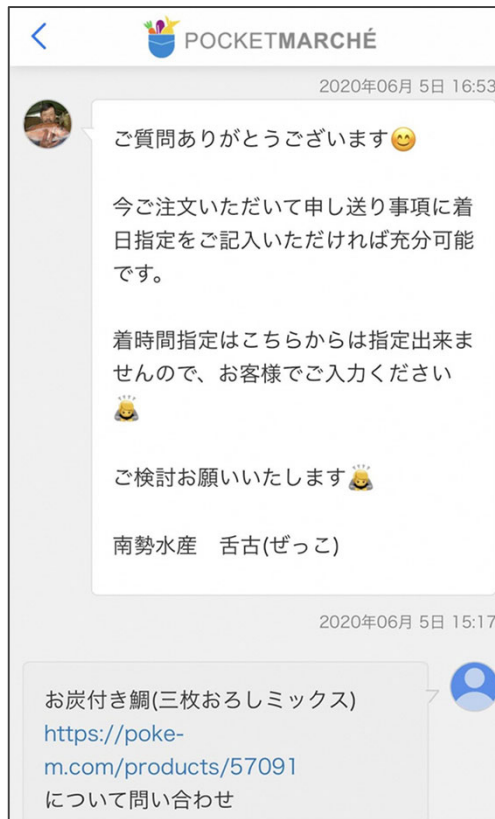 POCKETMARCHÉ
2020年06月 5日 16:53
ご質問ありがとうございます😊
今ご注文いただいて申し送り事項に着
日指定をご記入いただければ充分可能
です。
着時間指定はこちらからは指定出来ま
せんので、お客様でご入力ください
🙇
ご検討お願いいたします🙇
南勢水産　舌古(ぜっこ)
2020年06月 5日 15:17
お炭付き鯛(三枚おろしミックス)
https://poke-
m.com/products/57091
について問い合わせ